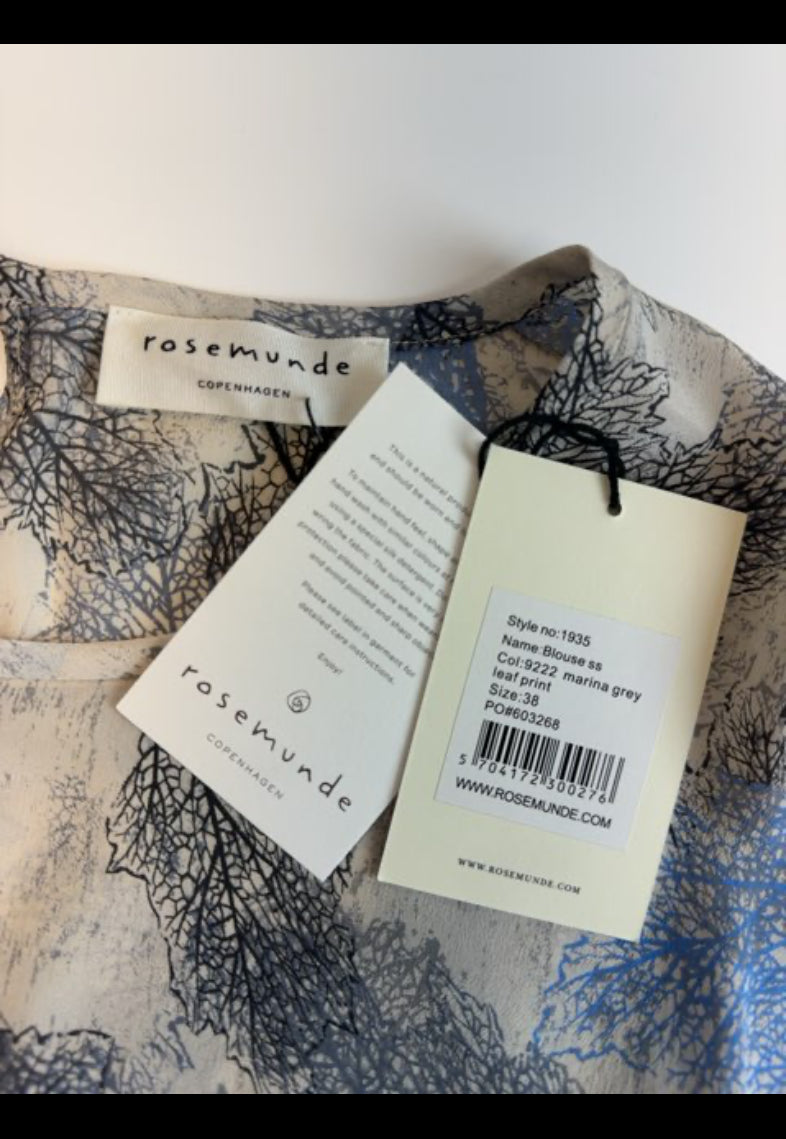 rosemunde
COPENHAGEN
This is a natural
and should be worn and
To maintain hand feel, shape
hand wash with similar colours
using a special silk detergent.
wring the fabric. The surface is very
protection please take care when
and avoid pointed and sharp
Please see label in garment for
detailed care instructions.
Enjoy!
rosemunde
COPENHAGEN
Style no:1935
Name:Blouse ss
Col:9222 marina grey
leaf print
Size:38
PO#603268
5 704172 300276
WWW.ROSEMUNDE.COM
WWW.ROSEMUNDE.COM